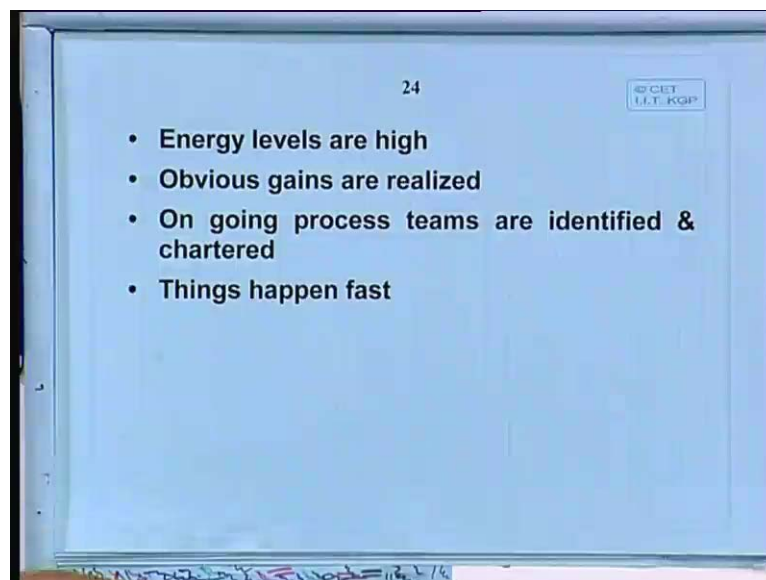 24
© CET
I.I.T. KGP
• Energy levels are high
• Obvious gains are realized
• On going process teams are identified &
chartered
• Things happen fast